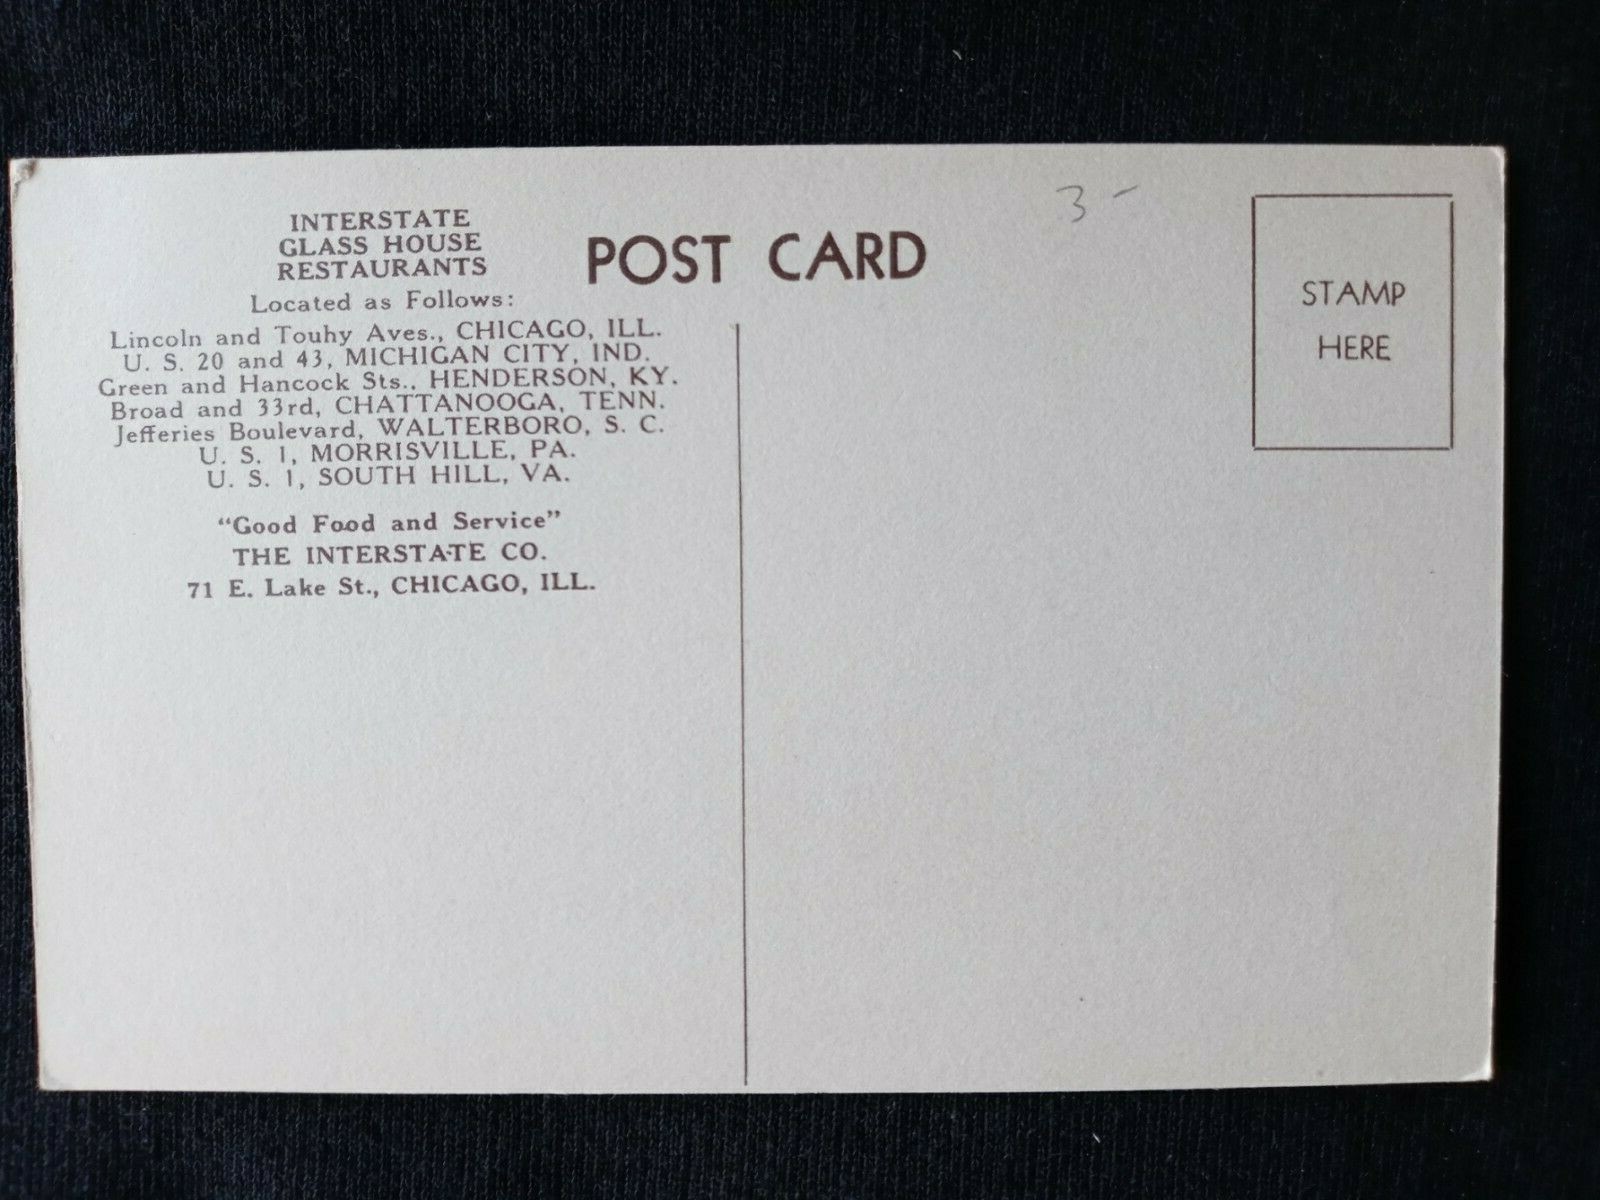 INTERSTATE
GLASS HOUSE
RESTAURANTS
Located as Follows:
Lincoln and Touhy Aves., CHICAGO, ILL.
U. S. 20 and 43, MICHIGAN CITY, IND.
Green and Hancock Sts., HENDERSON, KY.
Broad and 33rd, CHATTANOOGA, TENN.
Jefferies Boulevard, WALTERBORO, S. C.
U. S. 1, MORRISVILLE, PA.
U. S. 1, SOUTH HILL, VA.
"Good Food and Service"
THE INTERSTATE CO.
71 E. Lake St., CHICAGO, ILL.
POST CARD
3 -
STAMP
HERE